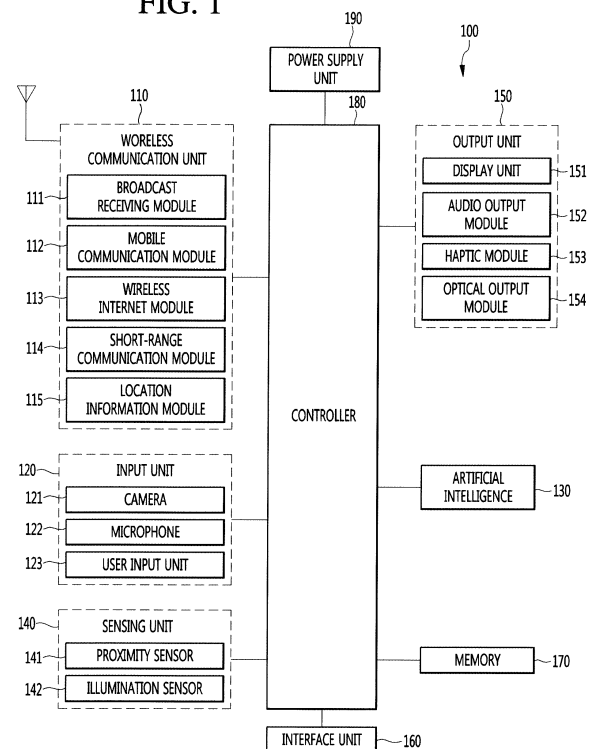 FIG. 1
190
POWER SUPPLY
UNIT
100
180
110
WORELESS
COMMUNICATION UNIT
111
BROADCAST
RECEIVING MODULE
112
MOBILE
COMMUNICATION MODULE
113
WIRELESS
INTERNET MODULE
114
SHORT-RANGE
COMMUNICATION MODULE
115
LOCATION
INFORMATION MODULE
120
INPUT UNIT
121
CAMERA
122
MICROPHONE
123
USER INPUT UNIT
140
SENSING UNIT
141
PROXIMITY SENSOR
142
ILLUMINATION SENSOR
CONTROLLER
150
OUTPUT UNIT
DISPLAY UNIT
151
AUDIO OUTPUT
MODULE
152
HAPTIC MODULE
153
OPTICAL OUTPUT
MODULE
154
ARTIFICIAL
INTELLIGENCE
130
MEMORY
170
INTERFACE UNIT
160